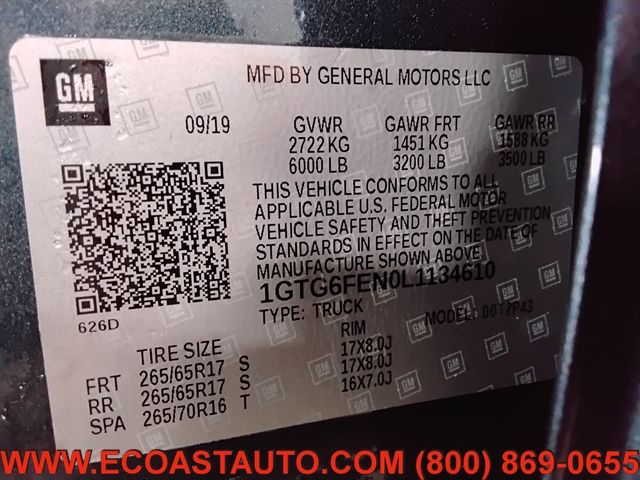 GM
MFD BY GENERAL MOTORS LLC
09/19 GVWR GAWR FRT GAWR RR
2722 KG 1451 KG 1588 KG
6000 LB 3200 LB 3500 LB
THIS VEHICLE CONFORMS TO ALL
APPLICABLE U.S. FEDERAL MOTOR
VEHICLE SAFETY AND THEFT PREVENTION
STANDARDS IN EFFECT ON THE DATE OF
MANUFACTURE SHOWN ABOVE
1GTG6FEN0L1134610
626D TYPE: TRUCK MODEL: 00T2P43
TIRE SIZE RIM
FRT 265/65R17 S 17X8.0J
RR 265/65R17 S 17X8.0J
SPA 265/70R16 T 16X7.0J
WWW.ECOASTAUTO.COM (800) 869-0655